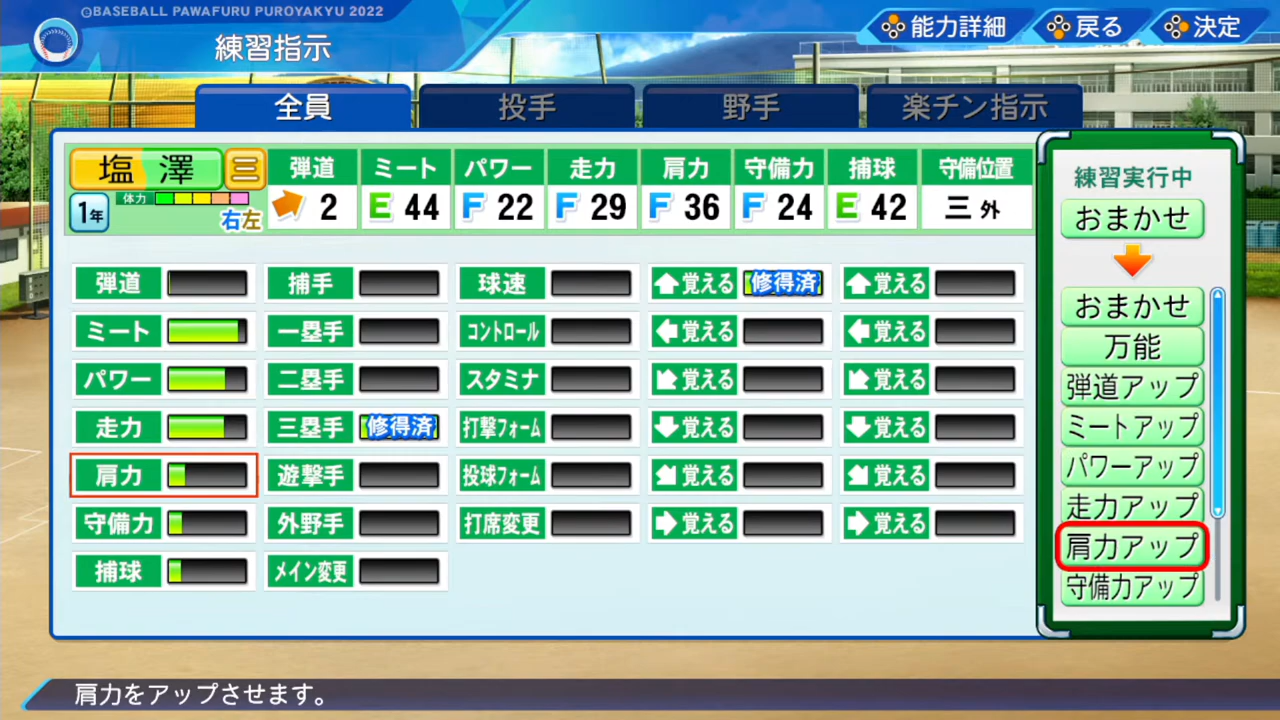 ©BASEBALL PAWAFURU PUROYAKYU 2022
練習指示
能力詳細 戻る 決定
全員 投手 野手 楽チン指示
塩 澤 三
1年 体力 右左
弾道 ミート パワー 走力 肩力 守備力 捕球 守備位置
2 E 44 F 22 F 29 F 36 F 24 E 42 三 外
弾道 捕手 球速 覚える 修得済 覚える
ミート 一塁手 コントロール 覚える 覚える
パワー 二塁手 スタミナ 覚える 覚える
走力 三塁手 修得済 打撃フォーム 覚える 覚える
肩力 遊撃手 投球フォーム 覚える 覚える
守備力 外野手 打席変更 覚える 覚える
捕球 メイン変更
練習実行中
おまかせ
おまかせ
万能
弾道アップ
ミートアップ
パワーアップ
走力アップ
肩力アップ
守備力アップ
肩力をアップさせます。